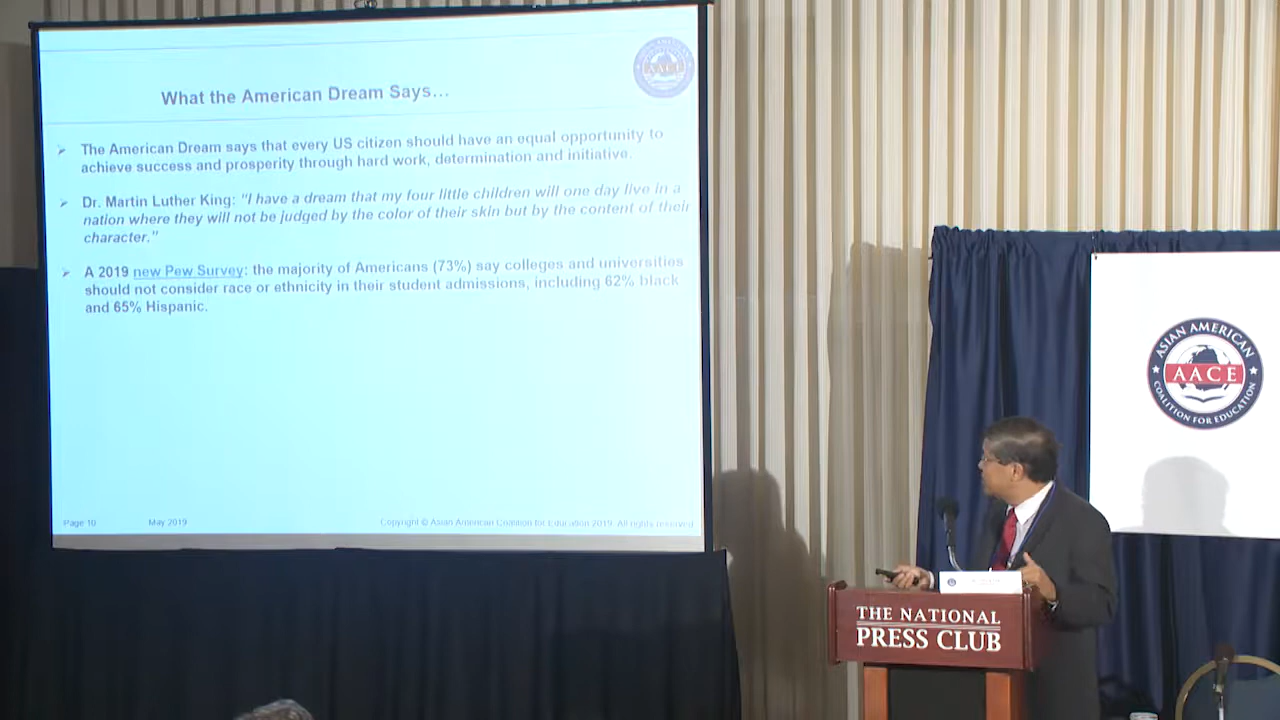 What the American Dream Says...
The American Dream says that every US citizen should have an equal opportunity to
achieve success and prosperity through hard work, determination and initiative.
Dr. Martin Luther King: “I have a dream that my four little children will one day live in a
nation where they will not be judged by the color of their skin but by the content of their
character.”
A 2019 new Pew Survey: the majority of Americans (73%) say colleges and universities
should not consider race or ethnicity in their student admissions, including 62% black
and 65% Hispanic.
Page 10
May 2019
Copyright © Asian American Coalition for Education 2019. All rights reserved
AACE
ASIAN AMERICAN
AACE
COALITION FOR EDUCATION
THE NATIONAL
PRESS CLUB